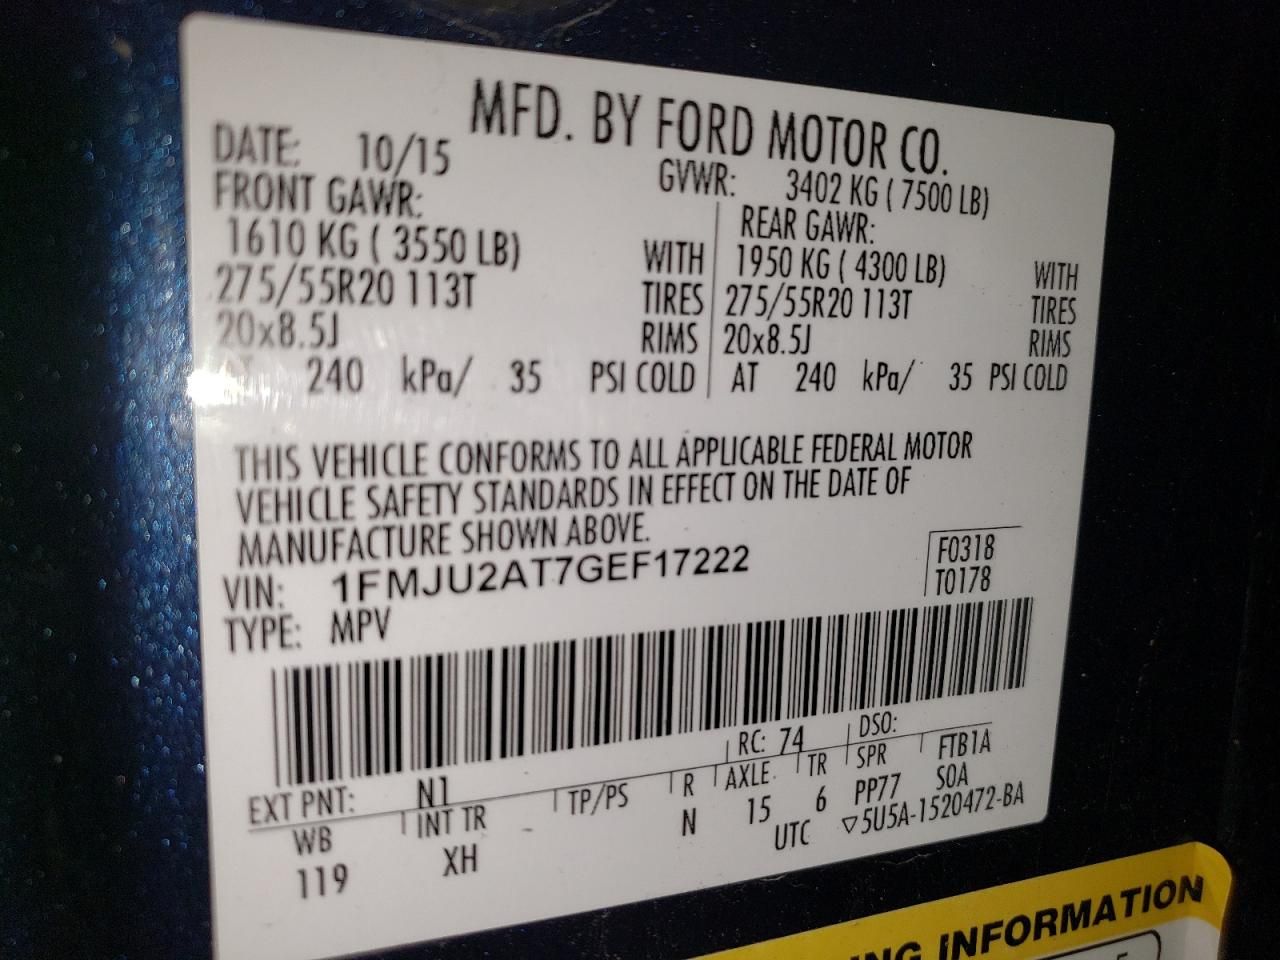 MFD. BY FORD MOTOR CO.
DATE: 10/15
GVWR: 3402 KG ( 7500 LB)
FRONT GAWR:
1610 KG ( 3550 LB) WITH
275/55R20 113T TIRES
20x8.5J RIMS
AT 240 kPa/ 35 PSI COLD
REAR GAWR:
1950 KG ( 4300 LB) WITH
275/55R20 113T TIRES
20x8.5J RIMS
AT 240 kPa/ 35 PSI COLD
THIS VEHICLE CONFORMS TO ALL APPLICABLE FEDERAL MOTOR
VEHICLE SAFETY STANDARDS IN EFFECT ON THE DATE OF
MANUFACTURE SHOWN ABOVE.
VIN: 1FMJU2AT7GEF17222
TYPE: MPV
F0318
T0178
EXT PNT: N1 RC: 74 DSO:
WB INT TR TP/PS R AXLE TR SPR FTB1A
119 XH N 15 6 PP77 SOA
UTC ▽5U5A-1520472-BA
NG INFORMATION